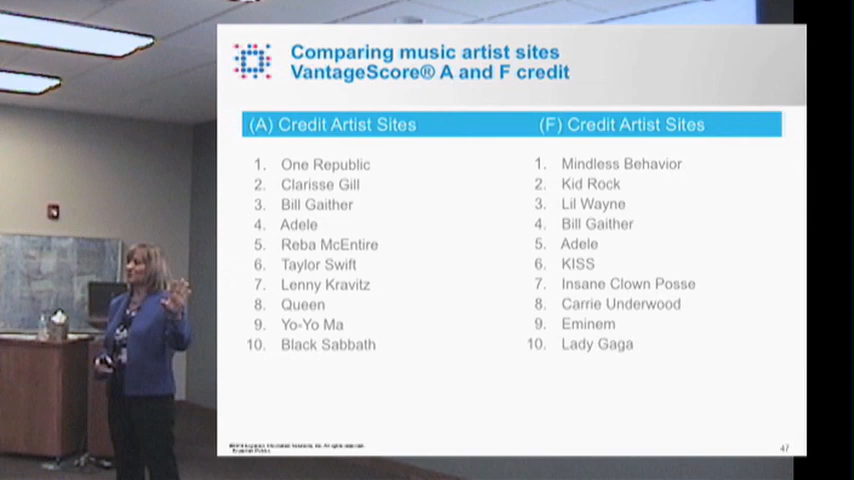 Comparing music artist sites
VantageScore® A and F credit
(A) Credit Artist Sites
(F) Credit Artist Sites
1. One Republic
2. Clarisse Gill
3. Bill Gaither
4. Adele
5. Reba McEntire
6. Taylor Swift
7. Lenny Kravitz
8. Queen
9. Yo-Yo Ma
10. Black Sabbath
1. Mindless Behavior
2. Kid Rock
3. Lil Wayne
4. Bill Gaither
5. Adele
6. KISS
7. Insane Clown Posse
8. Carrie Underwood
9. Eminem
10. Lady Gaga
47